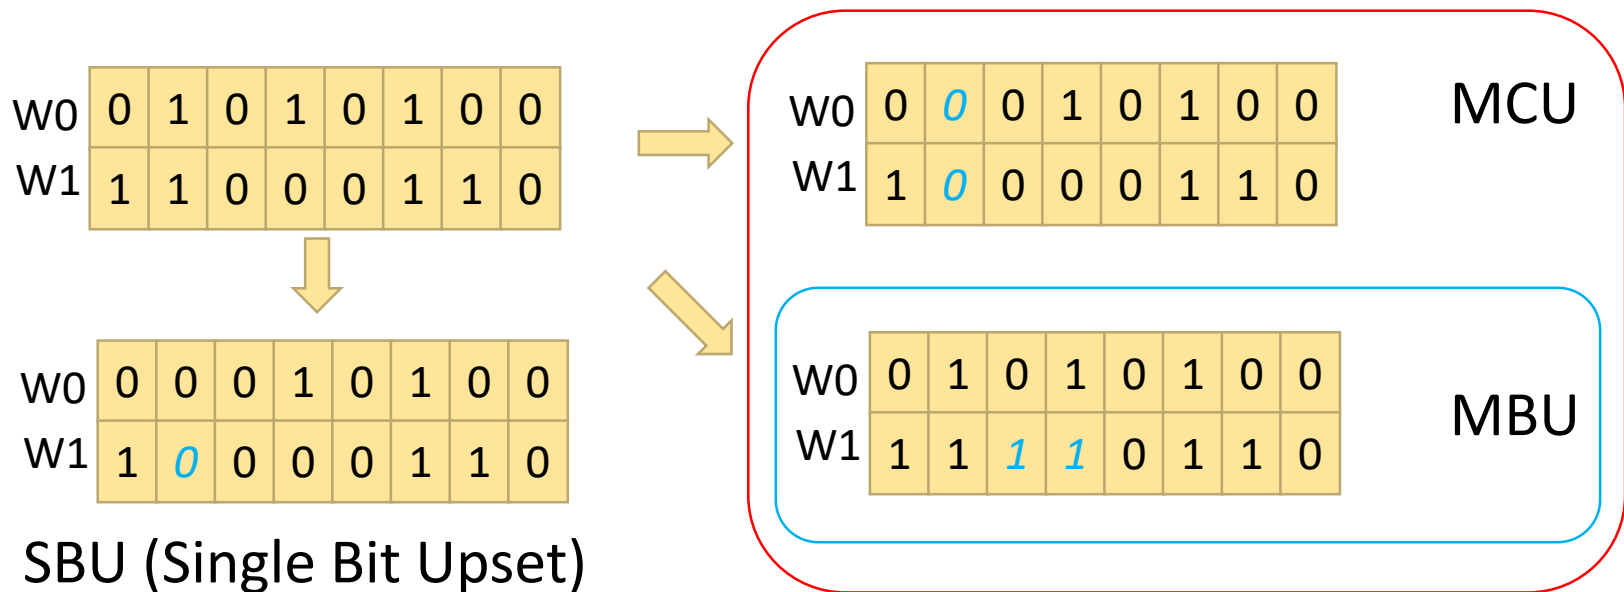 W0 0 1 0 1 0 1 0 0
W1 1 1 0 0 0 1 1 0
W0 0 0 0 1 0 1 0 0
W1 1 0 0 0 0 1 1 0
MCU
W0 0 0 0 1 0 1 0 0
W1 1 0 0 0 0 1 1 0
SBU (Single Bit Upset)
W0 0 1 0 1 0 1 0 0
W1 1 1 1 1 0 1 1 0
MBU